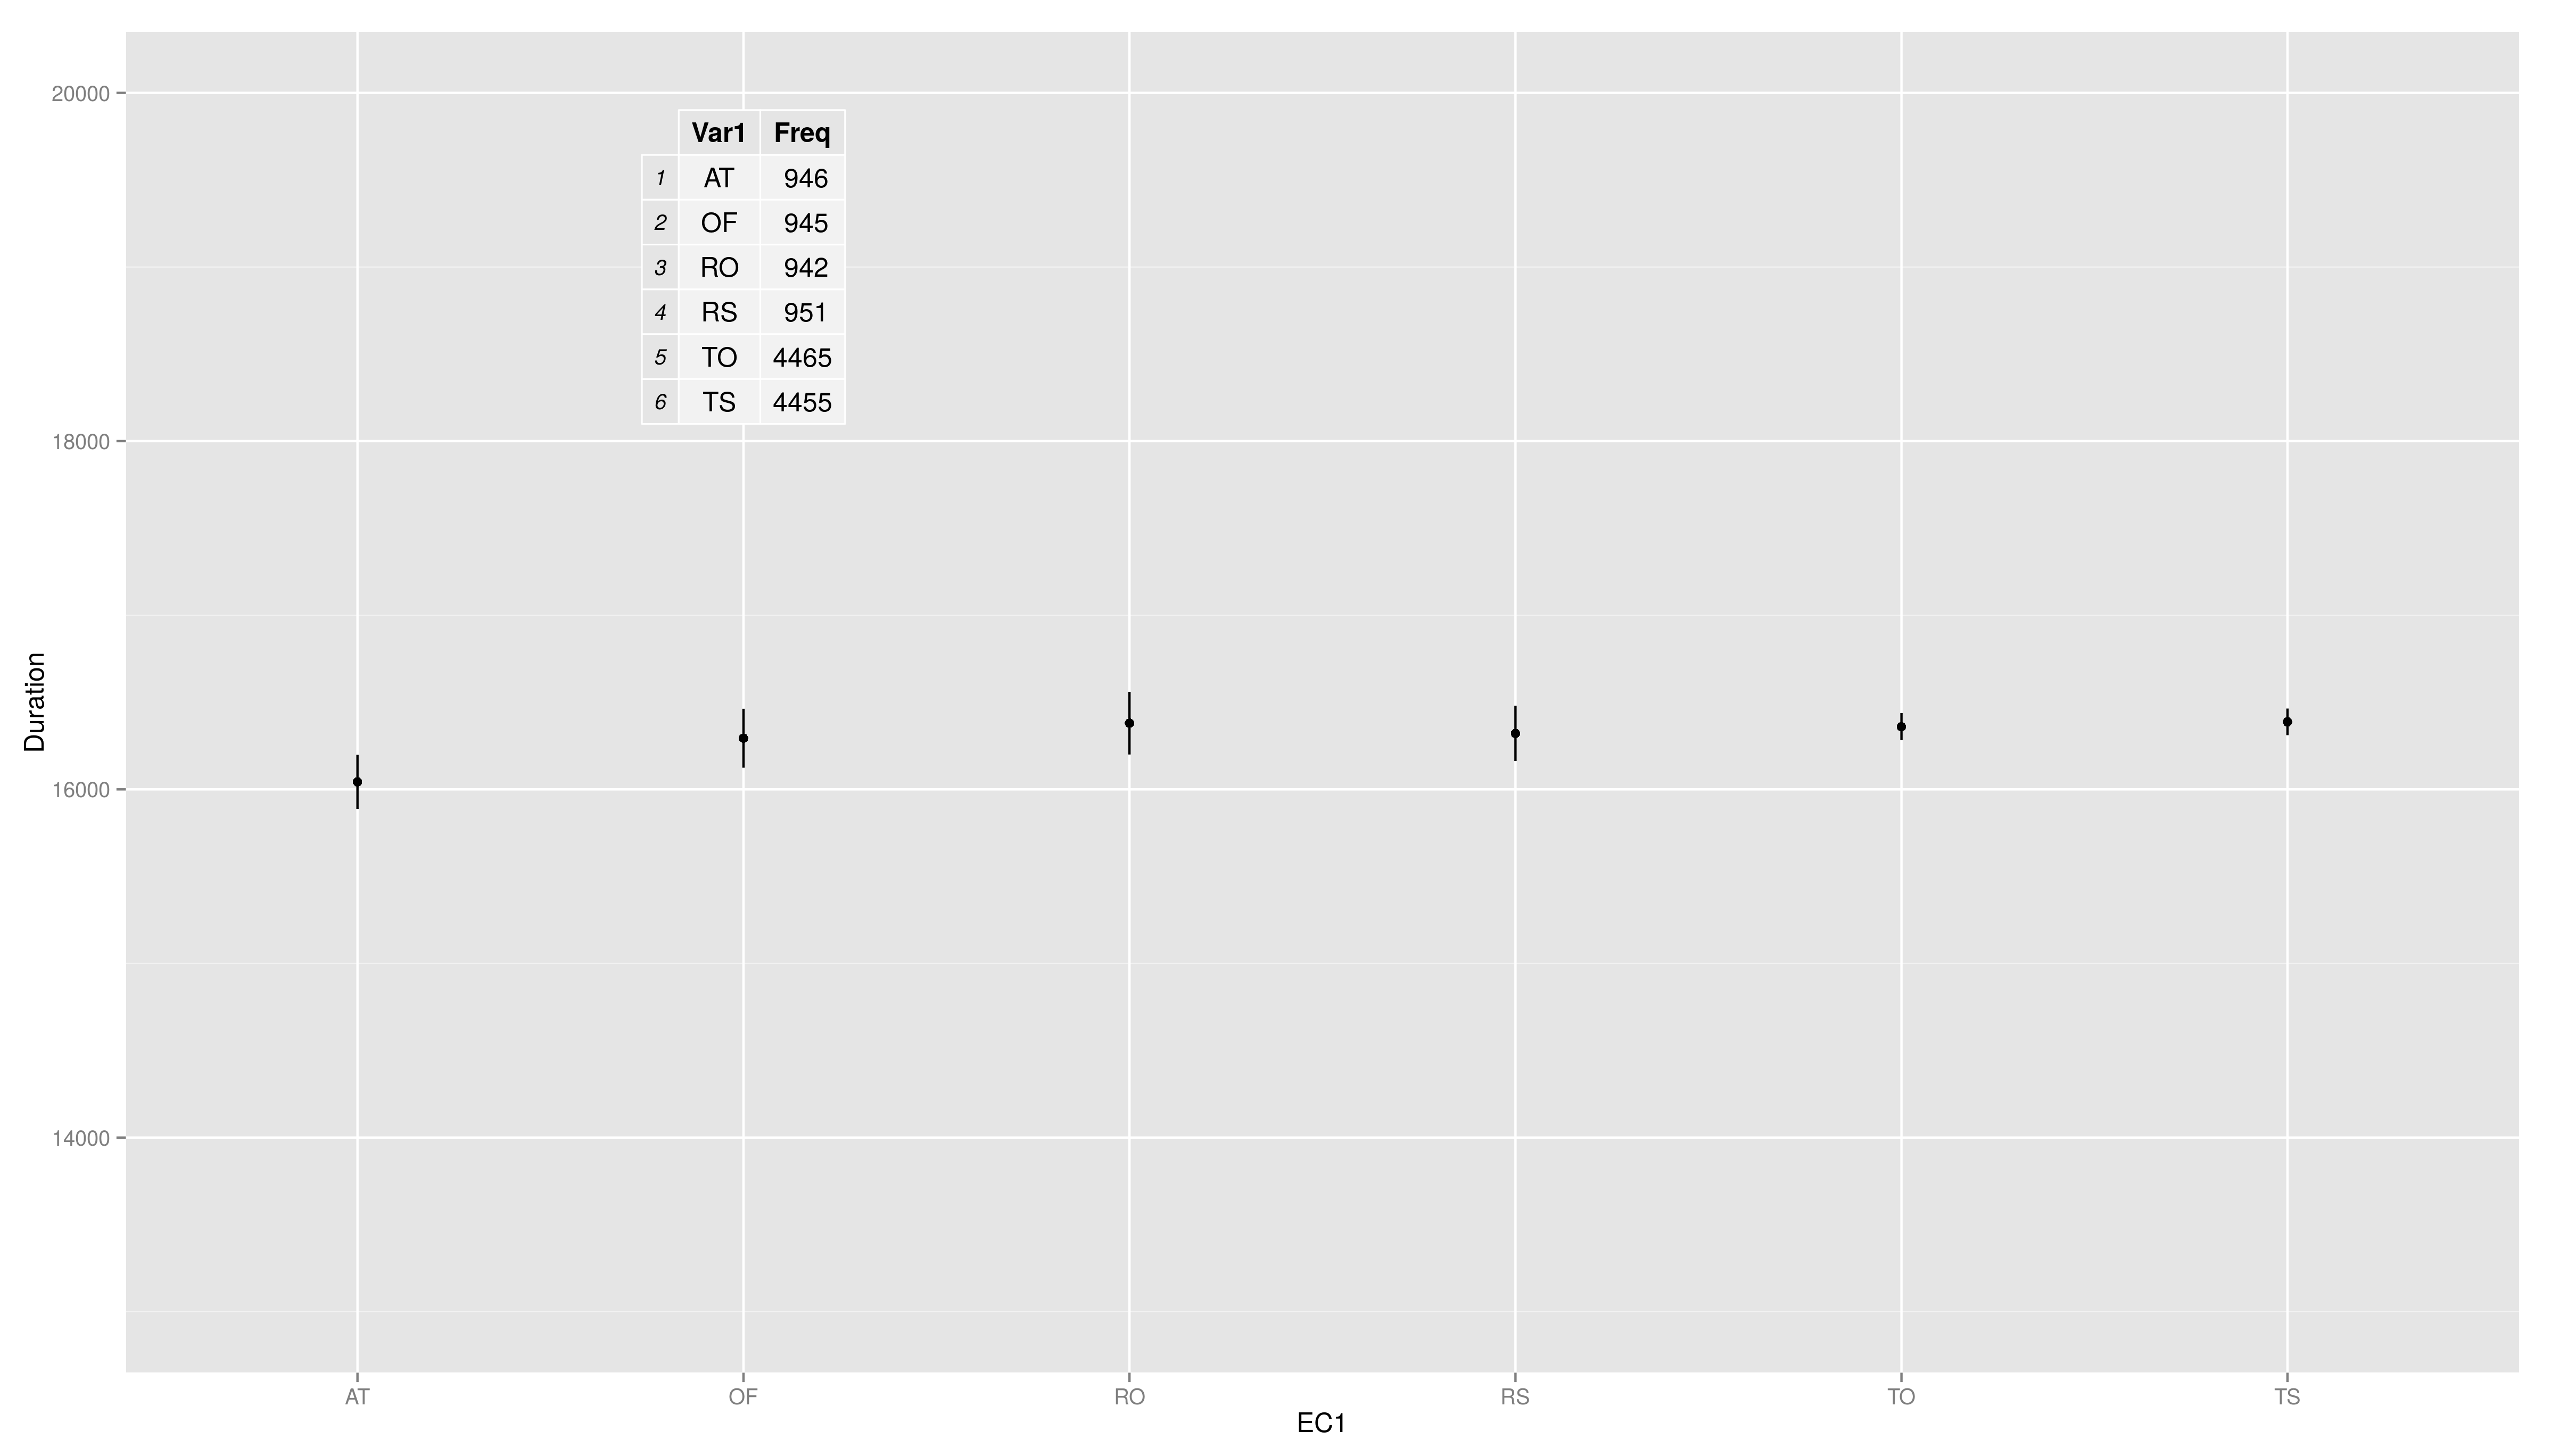 20000
18000
16000
14000
Duration
Var1 Freq
1 AT 946
2 OF 945
3 RO 942
4 RS 951
5 TO 4465
6 TS 4455
AT OF RO RS TO TS
EC1